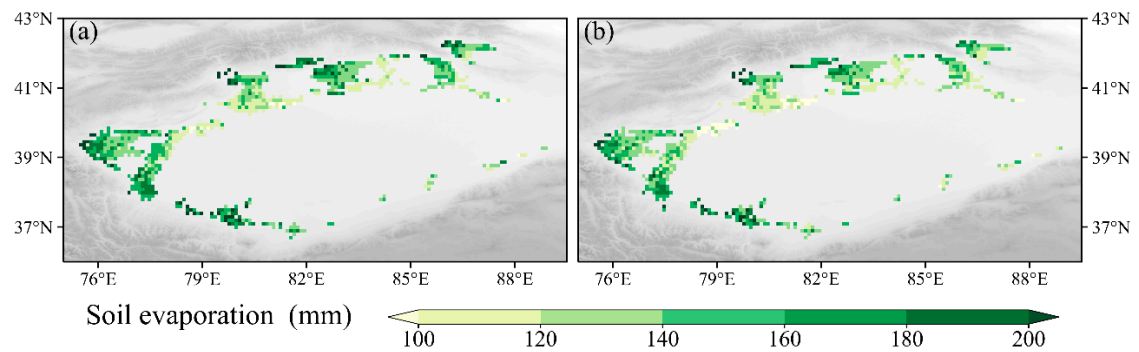 43°N (a) (b) 43°N
41°N 41°N
39°N 39°N
37°N 37°N
76°E 79°E 82°E 85°E 88°E 76°E 79°E 82°E 85°E 88°E
Soil evaporation (mm)
100 120 140 160 180 200